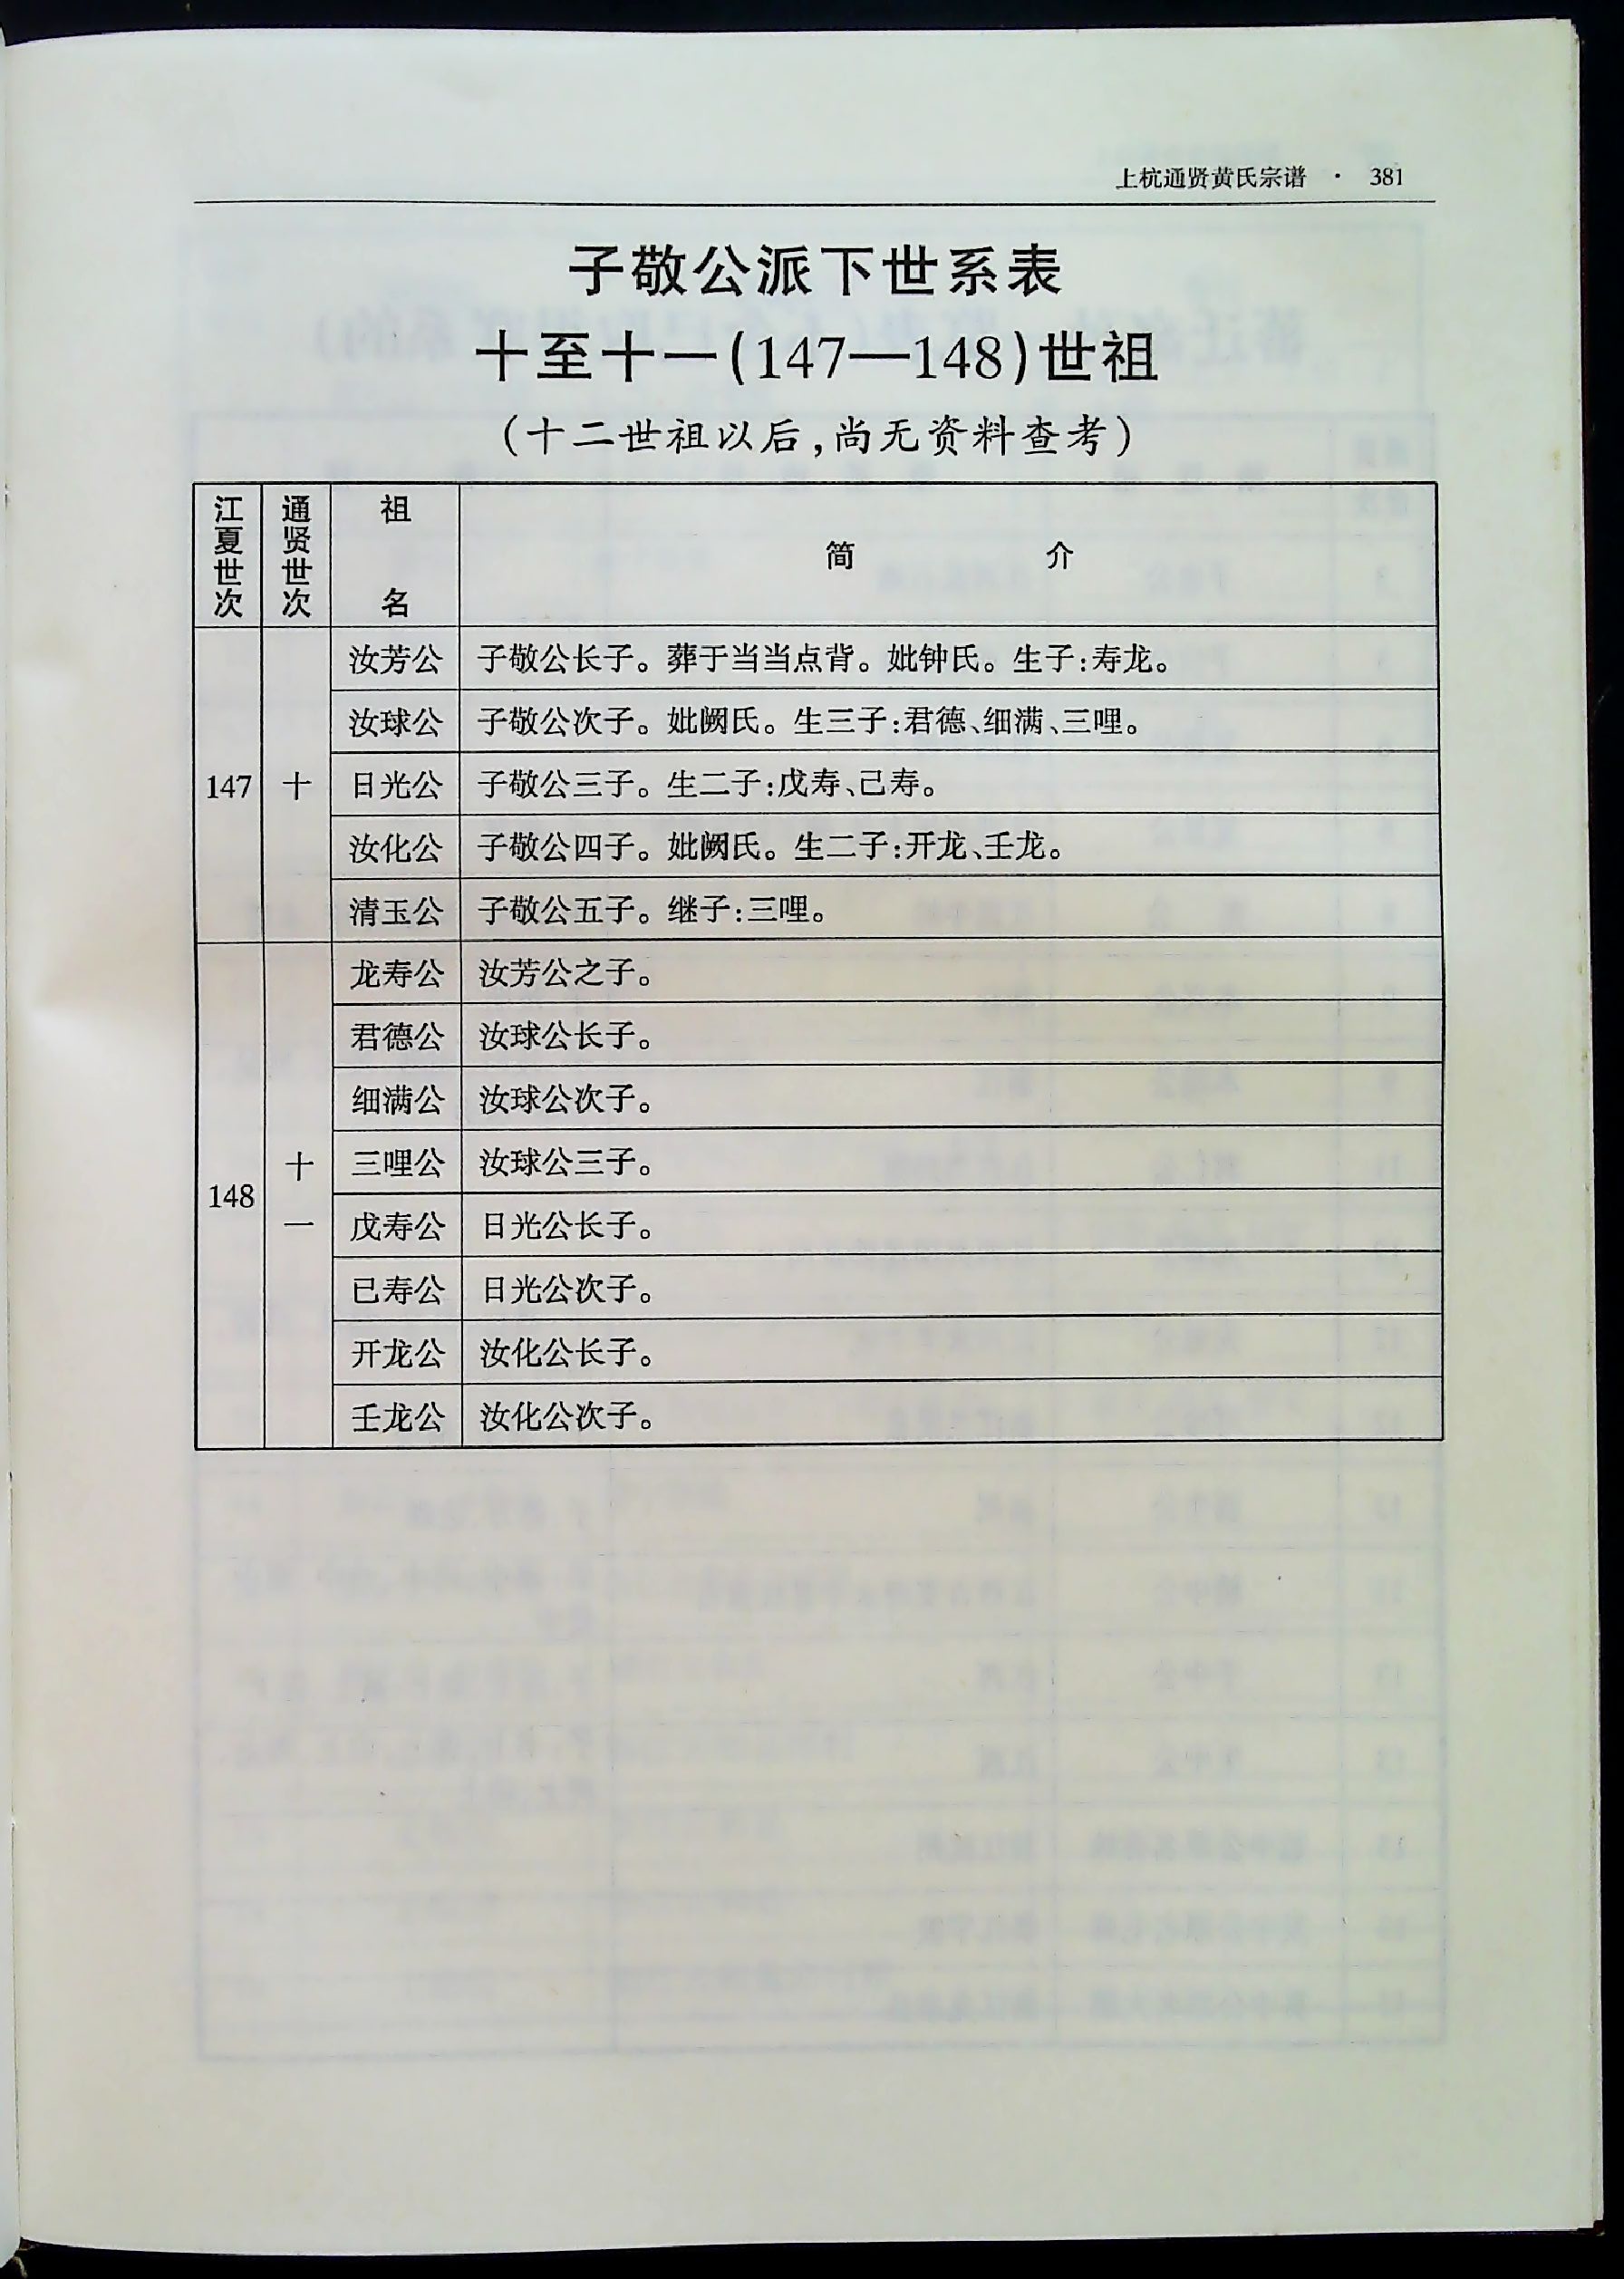 上杭通贤黄氏宗谱 · 381
子敬公派下世系表
十至十一(147—148)世祖
(十二世祖以后,尚无资料查考)
江夏世次 通贤世次 祖名 简介
147 十
汝芳公 子敬公长子。葬于当当点背。妣钟氏。生子:寿龙。
汝球公 子敬公次子。妣阙氏。生三子:君德、细满、三哩。
日光公 子敬公三子。生二子:戊寿、己寿。
汝化公 子敬公四子。妣阙氏。生二子:开龙、壬龙。
清玉公 子敬公五子。继子:三哩。
148 十一
龙寿公 汝芳公之子。
君德公 汝球公长子。
细满公 汝球公次子。
三哩公 汝球公三子。
戊寿公 日光公长子。
已寿公 日光公次子。
开龙公 汝化公长子。
壬龙公 汝化公次子。